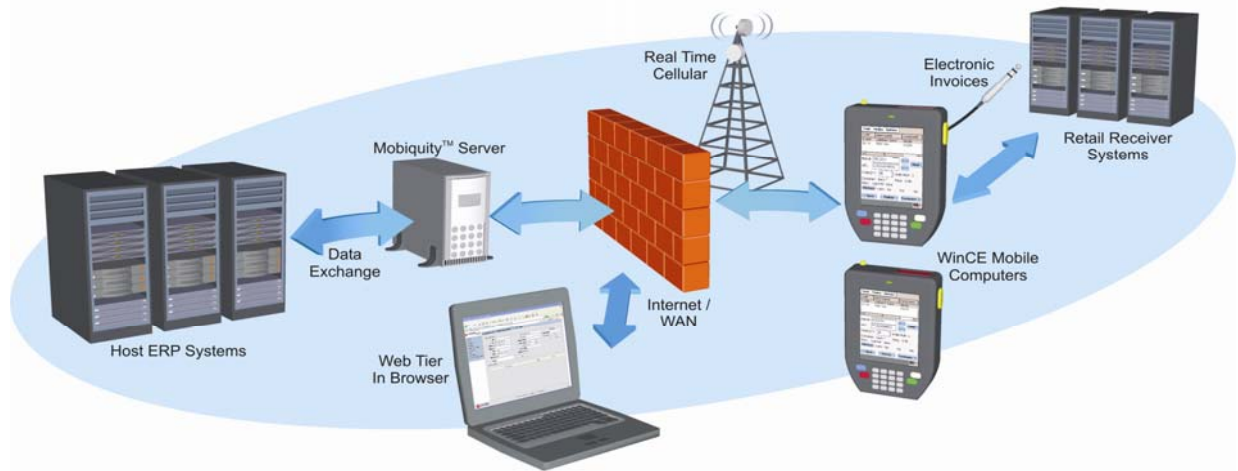 Real Time
Cellular
Electronic
Invoices
Retail Receiver
Systems
Mobiquity™ Server
Data
Exchange
Host ERP Systems
Internet /
WAN
WinCE Mobile
Computers
Web Tier
In Browser